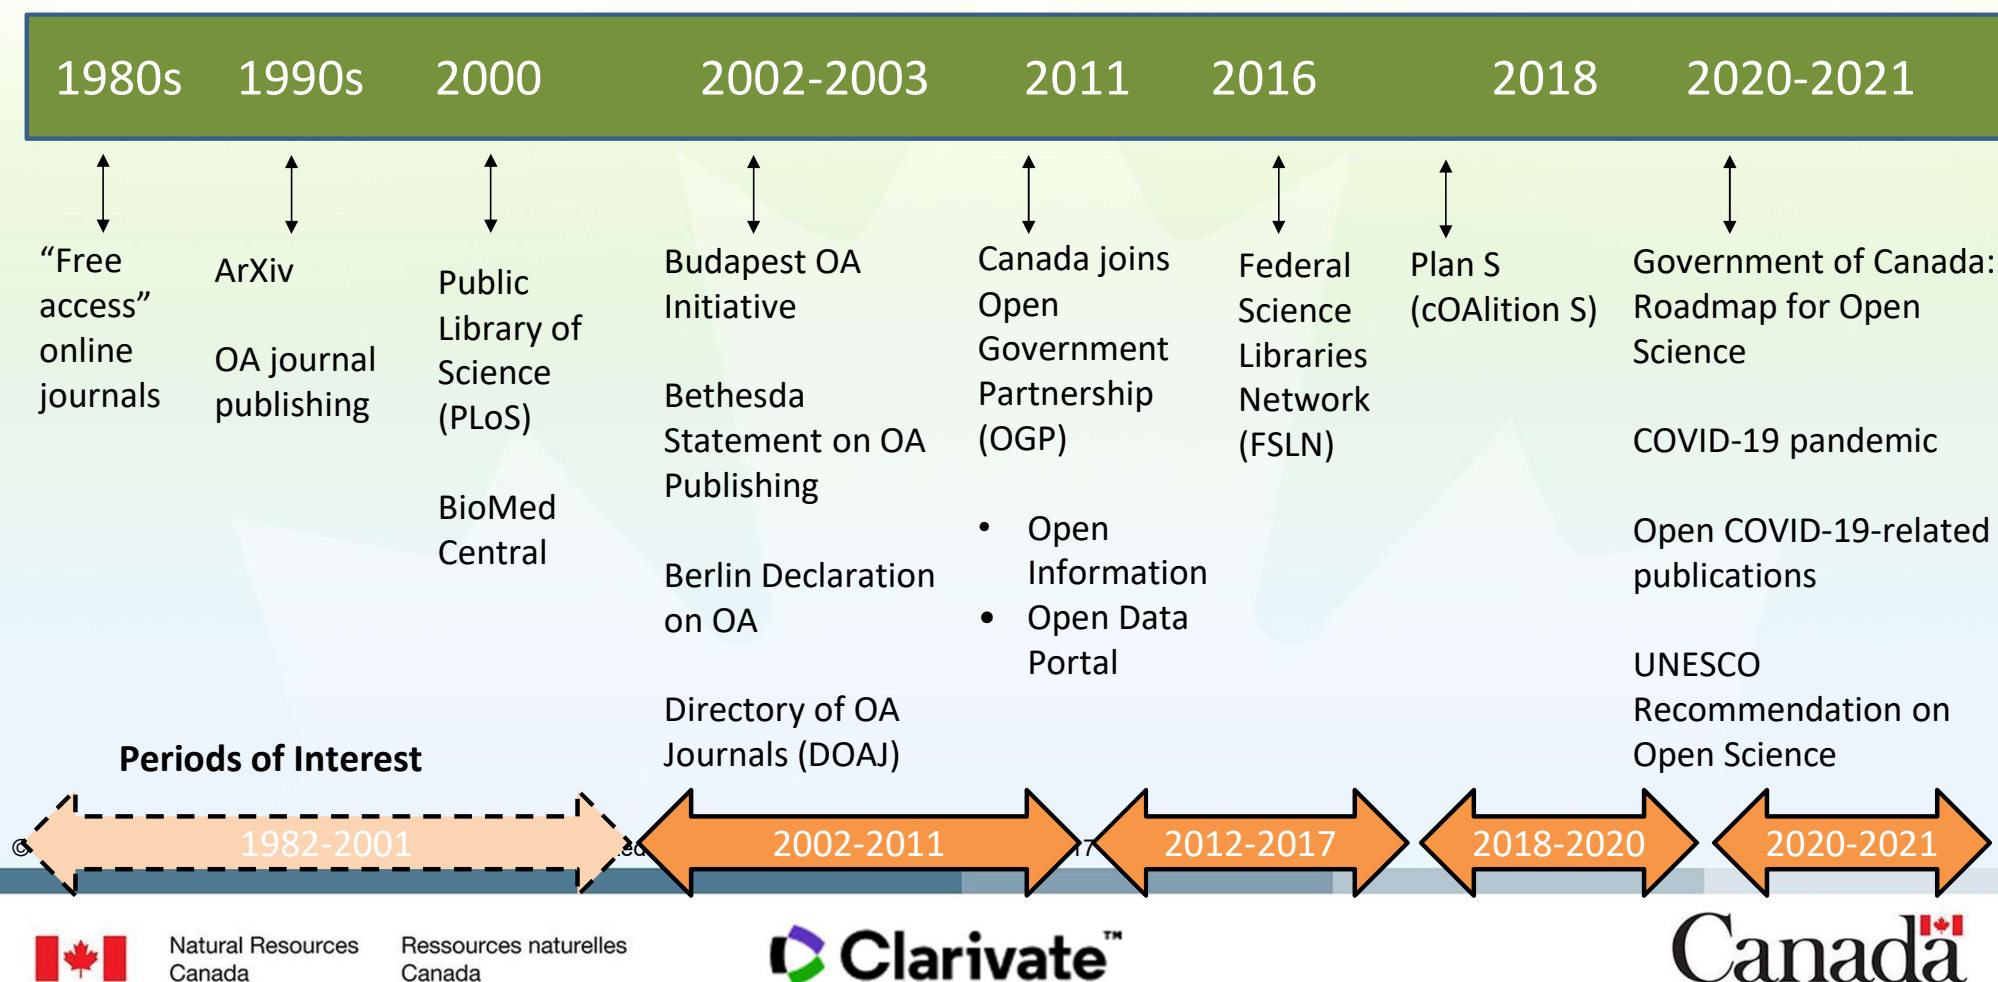 1980s 1990s 2000 2002-2003 2011 2016 2018 2020-2021
“Free
access”
online
journals
ArXiv
OA journal
publishing
Public
Library of
Science
(PLoS)
BioMed
Central
Budapest OA
Initiative
Bethesda
Statement on OA
Publishing
Berlin Declaration
on OA
Directory of OA
Journals (DOAJ)
Canada joins
Open
Government
Partnership
(OGP)
• Open
Information
• Open Data
Portal
Federal
Science
Libraries
Network
(FSLN)
Plan S
(cOAlition S)
Government of Canada:
Roadmap for Open
Science
COVID-19 pandemic
Open COVID-19-related
publications
UNESCO
Recommendation on
Open Science
Periods of Interest
1982-2001 2002-2011 2012-2017 2018-2020 2020-2021
©
17
Natural Resources
Canada
Ressources naturelles
Canada
Clarivate™
Canada